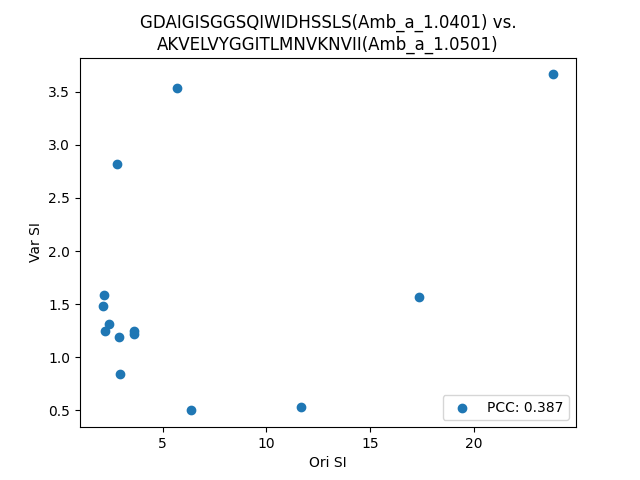 GDAIGISGGSQIWIDHSSLS(Amb_a_1.0401) vs.
AKVELVYGGITLMNVKNVII(Amb_a_1.0501)
Var SI
3.5
3.0
2.5
2.0
1.5
1.0
0.5
5
10
15
20
Ori SI
PCC: 0.387